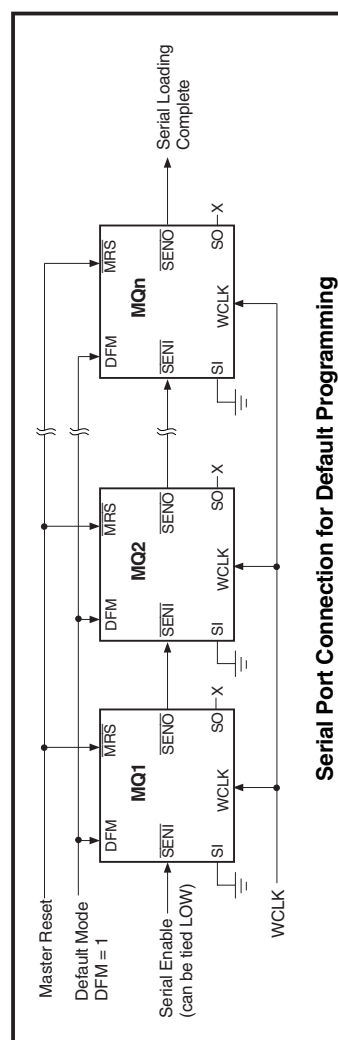 Master Reset
Default Mode
DFM = 1
DFM
MRS
MQ1
SENI
SENO
SI
WCLK
SO
X
DFM
MRS
MQ2
SENI
SENO
SI
WCLK
SO
X
DFM
MRS
MQn
SENI
SENO
SI
WCLK
SO
X
Serial Enable
(can be tied LOW)
Serial Loading
Complete
WCLK
Serial Port Connection for Default Programming